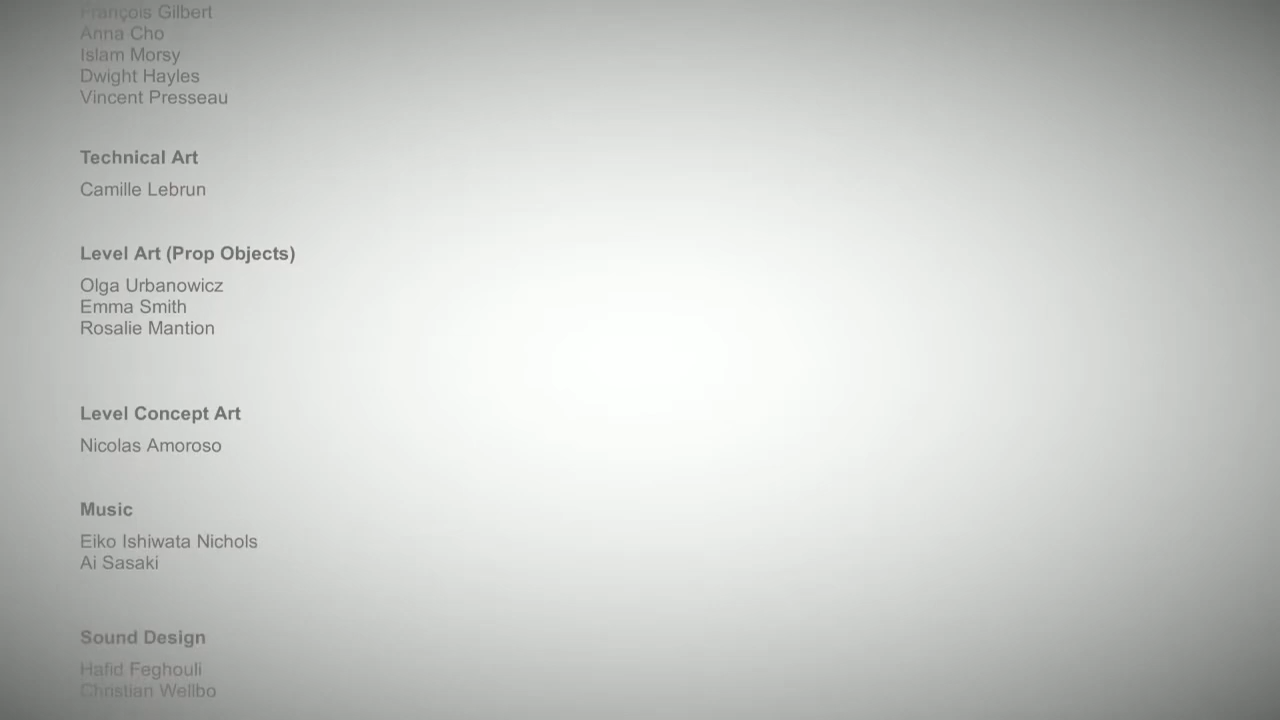 François Gilbert
Anna Cho
Islam Morsy
Dwight Hayles
Vincent Presseau
Technical Art
Camille Lebrun
Level Art (Prop Objects)
Olga Urbanowicz
Emma Smith
Rosalie Mantion
Level Concept Art
Nicolas Amoroso
Music
Eiko Ishiwata Nichols
Ai Sasaki
Sound Design
Hafid Feghouli
Christian Wellbo